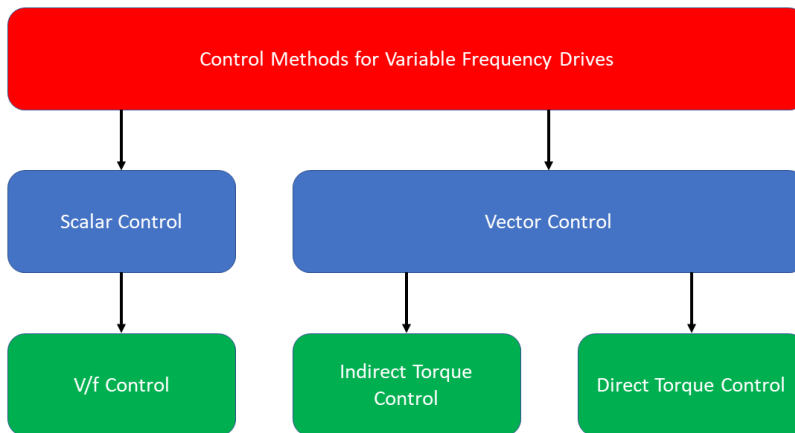 Control Methods for Variable Frequency Drives
Scalar Control
Vector Control
V/f Control
Indirect Torque
Control
Direct Torque Control